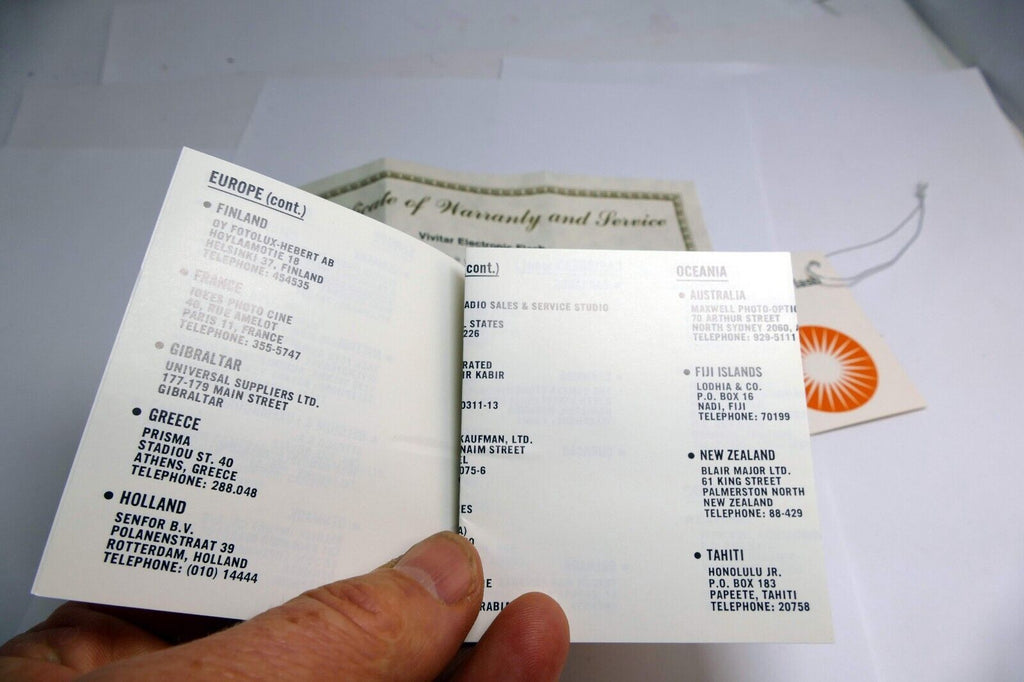 EUROPE (cont.)
• FINLAND
OY FOTOLUX-HEBERT AB
HOYLAAMOTIE 18
HELSINKI 37, FINLAND
TELEPHONE: 454535
• FRANCE
IDEES PHOTO CINE
40, RUE AMELOT
PARIS 11, FRANCE
TELEPHONE: 355-5747
• GIBRALTAR
UNIVERSAL SUPPLIERS LTD.
177-179 MAIN STREET
GIBRALTAR
• GREECE
PRISMA
STADIOU ST. 40
ATHENS, GREECE
TELEPHONE: 288.048
• HOLLAND
SENFOR B.V.
POLANENSTRAAT 39
ROTTERDAM, HOLLAND
TELEPHONE: (010) 14444
of Warranty and Service
Vivitar Electronic
cont.)
ADIO SALES & SERVICE STUDIO
STATES
226
RATED
IR KABIR
0311-13
KAUFMAN, LTD.
NAIM STREET
075-6
OCEANIA
• AUSTRALIA
MAXWELL PHOTO-OPTI
70 ARTHUR STREET
NORTH SYDNEY 2060,
TELEPHONE: 929-5111
• FIJI ISLANDS
LODHIA & CO.
P.O. BOX 16
NADI, FIJI
TELEPHONE: 70199
• NEW ZEALAND
BLAIR MAJOR LTD.
61 KING STREET
PALMERSTON NORTH
NEW ZEALAND
TELEPHONE: 88-429
• TAHITI
HONOLULU JR.
P.O. BOX 183
PAPEETE, TAHITI
TELEPHONE: 20758